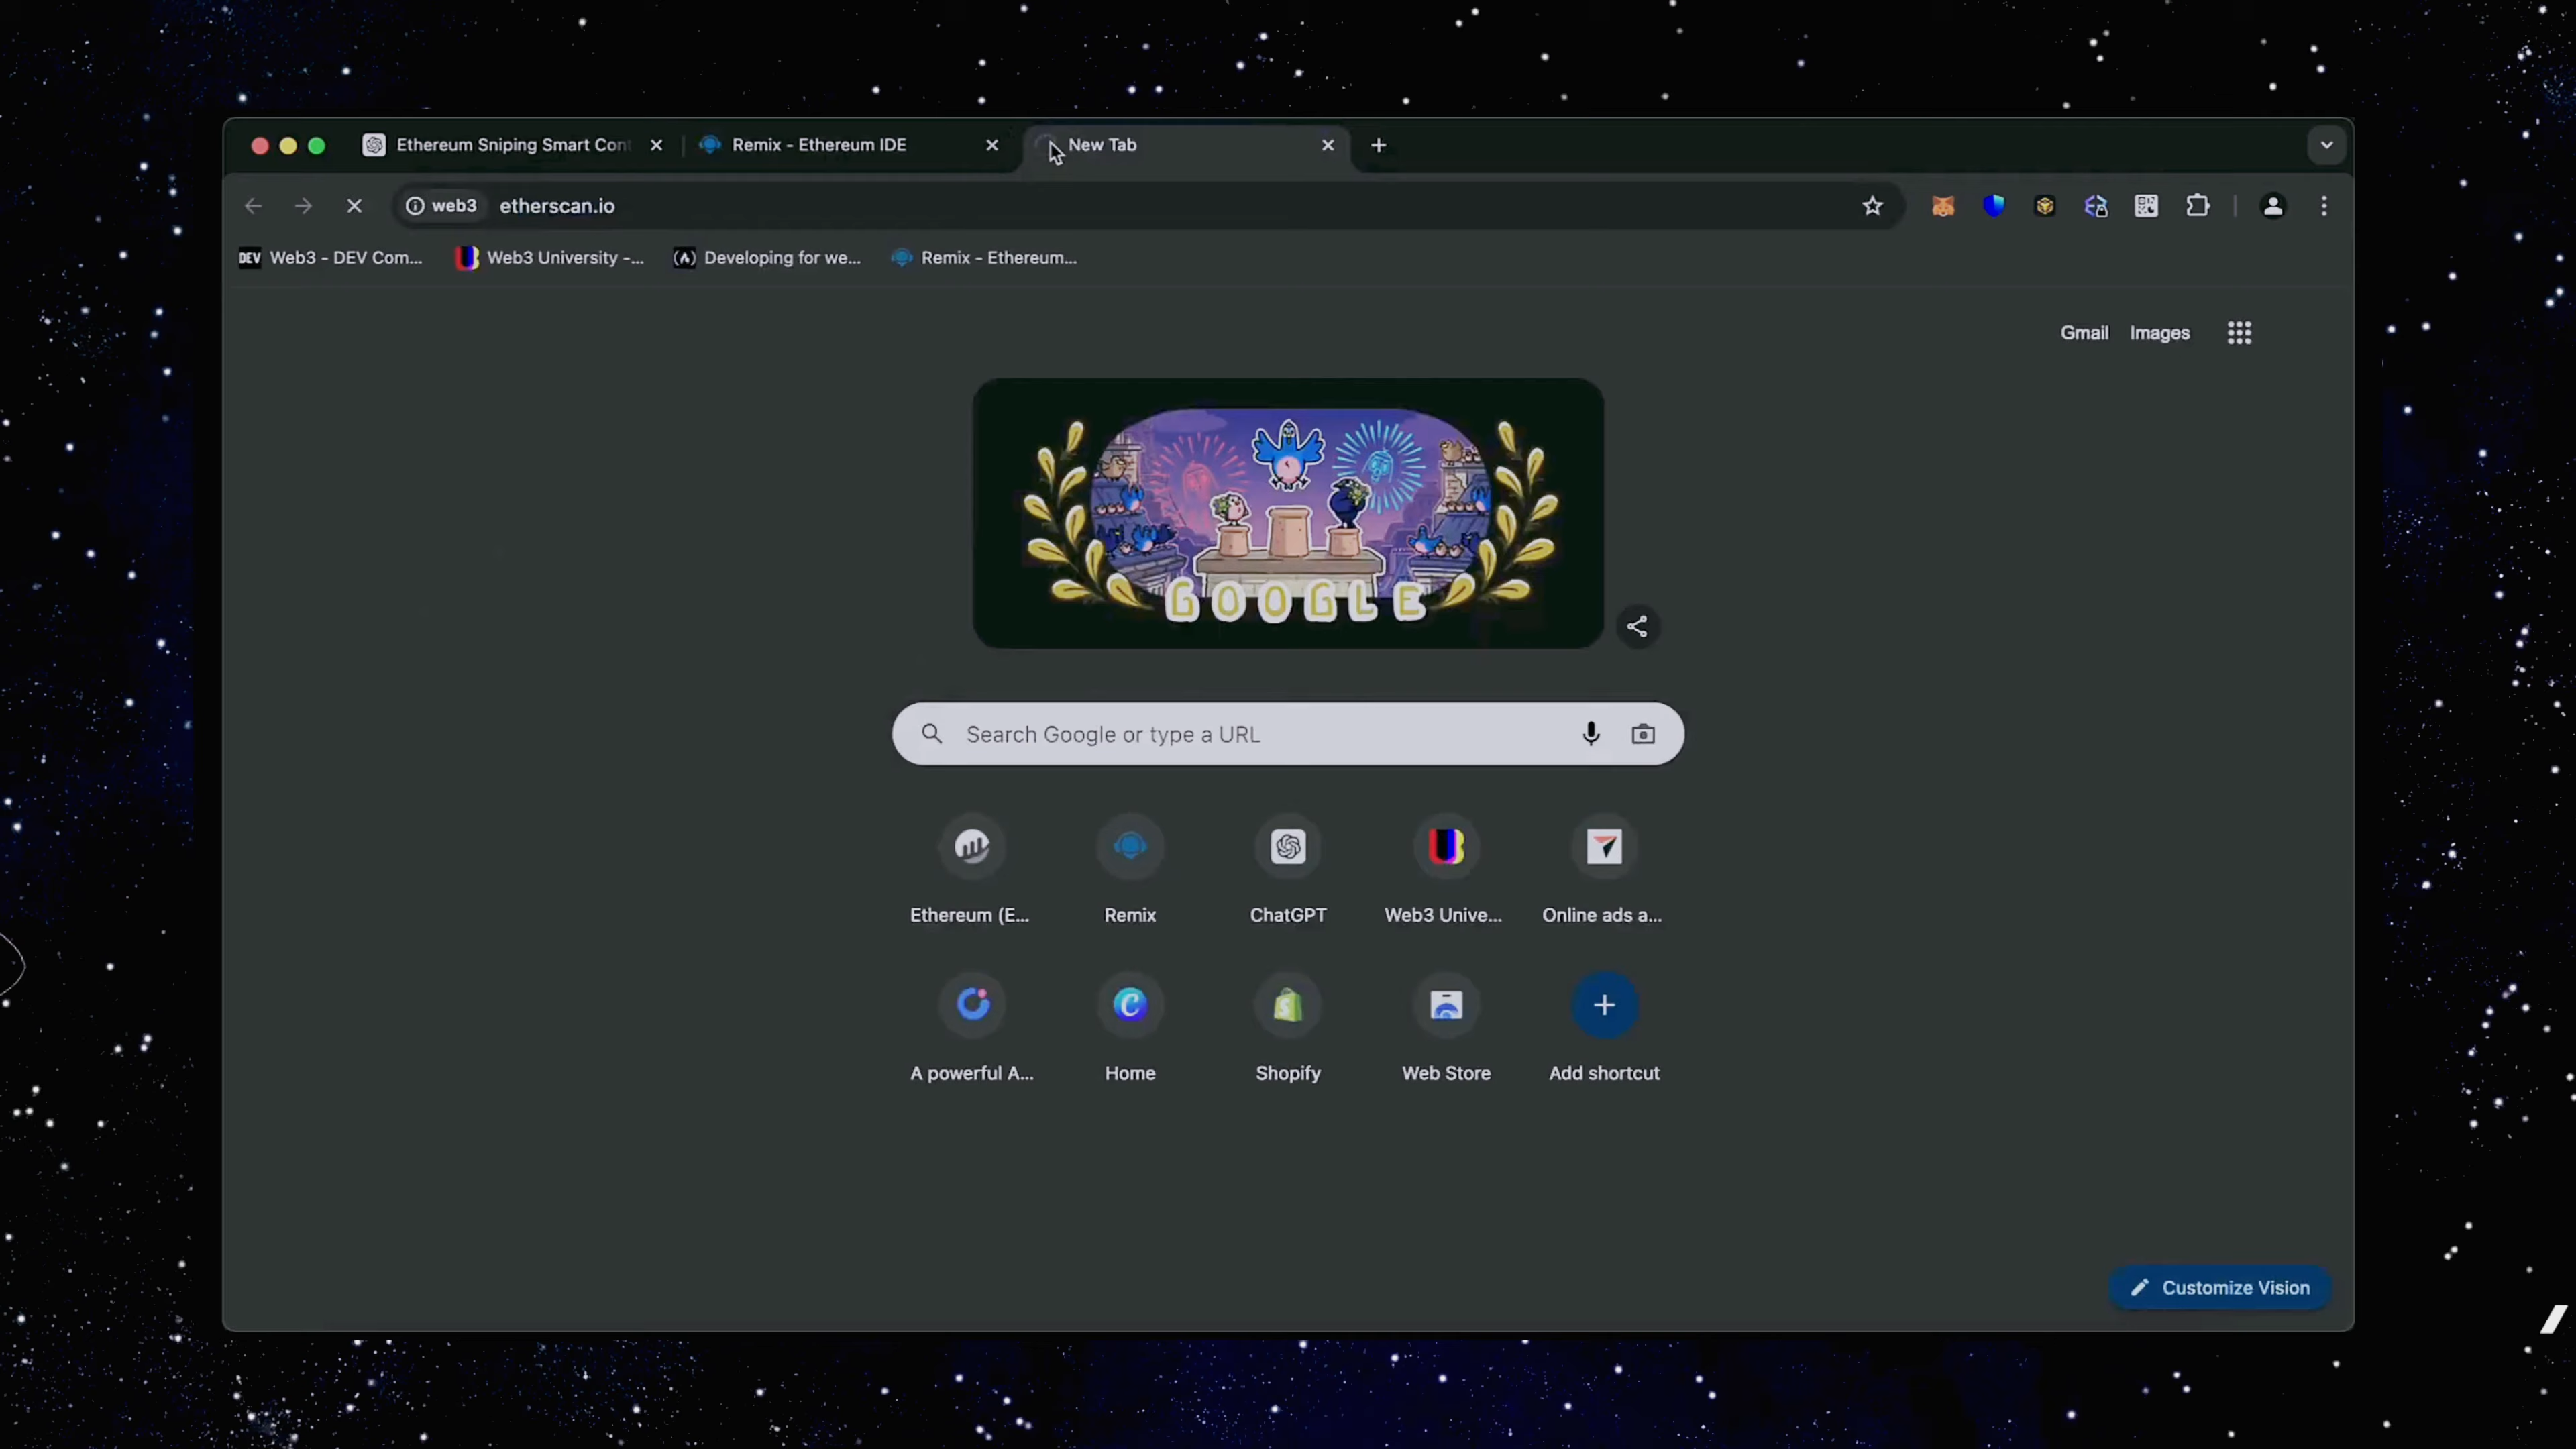 Ethereum Sniping Smart Cont
Remix - Ethereum IDE
New Tab
web3
etherscan.io
DEV
Web3 - DEV Com...
Web3 University -...
Developing for we...
Remix - Ethereum...
Gmail
Images
GOOGLE
Search Google or type a URL
Ethereum (E...
Remix
ChatGPT
Web3 Unive...
Online ads a...
A powerful A...
Home
Shopify
Web Store
Add shortcut
Customize Vision